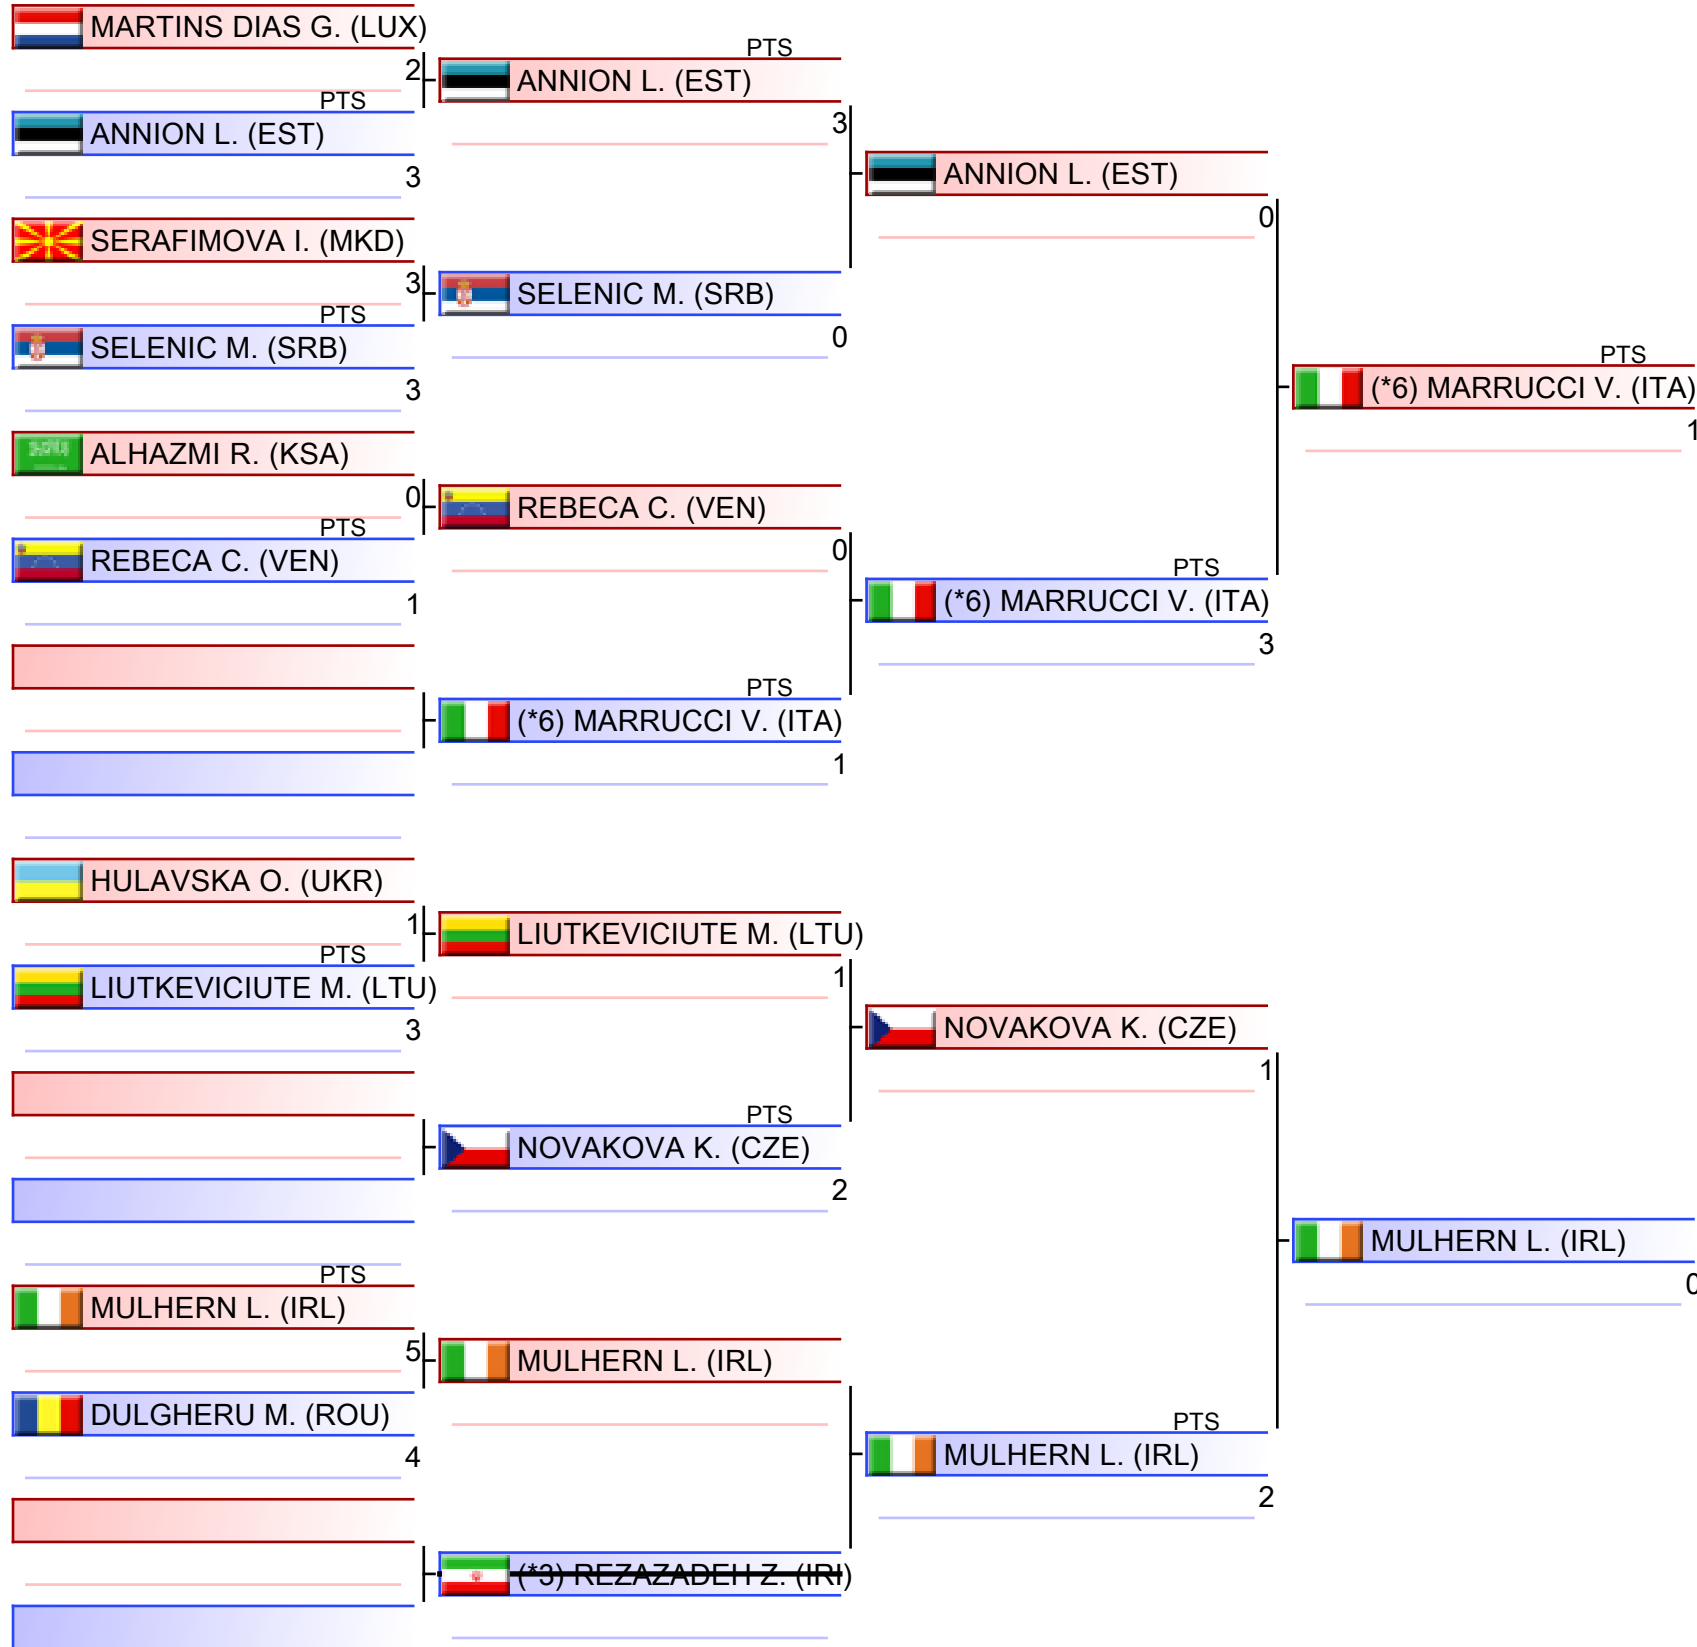 MARTINS DIAS G. (LUX)
2
PTS
ANNION L. (EST)
3
SERAFIMOVA I. (MKD)
3
PTS
SELENIC M. (SRB)
3
ALHAZMI R. (KSA)
0
PTS
REBECA C. (VEN)
1
HULAVSKA O. (UKR)
1
PTS
LIUTKEVICIUTE M. (LTU)
3
PTS
MULHERN L. (IRL)
5
DULGHERU M. (ROU)
4
PTS
ANNION L. (EST)
3
SELENIC M. (SRB)
0
REBECA C. (VEN)
0
PTS
(*6) MARRUCCI V. (ITA)
1
LIUTKEVICIUTE M. (LTU)
1
PTS
NOVAKOVA K. (CZE)
2
MULHERN L. (IRL)
(*3) REZAZADEH Z. (IRI)
ANNION L. (EST)
0
PTS
(*6) MARRUCCI V. (ITA)
3
NOVAKOVA K. (CZE)
1
PTS
MULHERN L. (IRL)
2
PTS
(*6) MARRUCCI V. (ITA)
1
MULHERN L. (IRL)
0